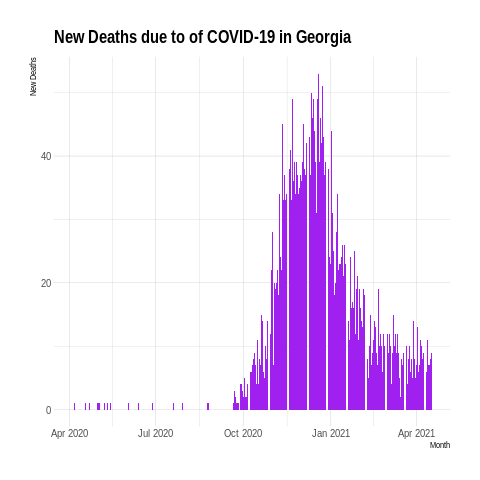 New Deaths due to of COVID-19 in Georgia
New Deaths
40
20
0
Apr 2020 Jul 2020 Oct 2020 Jan 2021 Apr 2021
Month